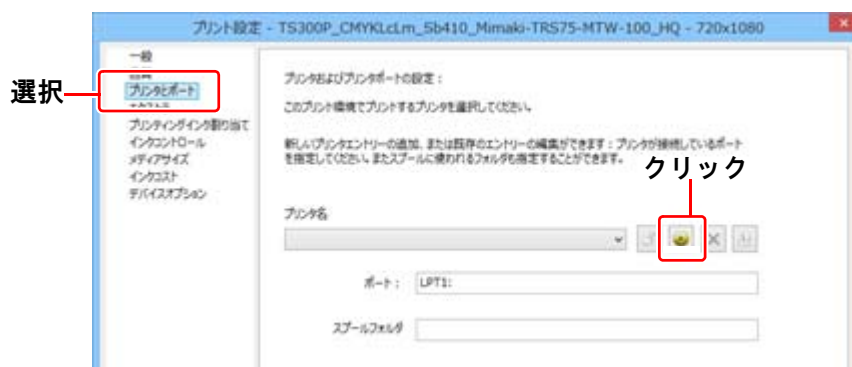 プリント設定 - TS300P_CMYKLcLm_Sb410_Mimaki-TRS75-MTW-100_HQ - 720x1080
一般
選択
プリンタとポート
プリンティングインク割り当て
インクコントロール
メディアサイズ
インクコスト
デバイスオプション
プリンタおよびプリンタポートの設定：
このプリント環境でプリントするプリンタを選択してください。
新しいプリンタエントリーの追加、または既存のエントリーの編集ができます：プリンタが接続しているポート
を指定してください。またスプールに使われるフォルダも指定することができます。
クリック
プリンタ名
ポート： LPT1:
スプールフォルダ